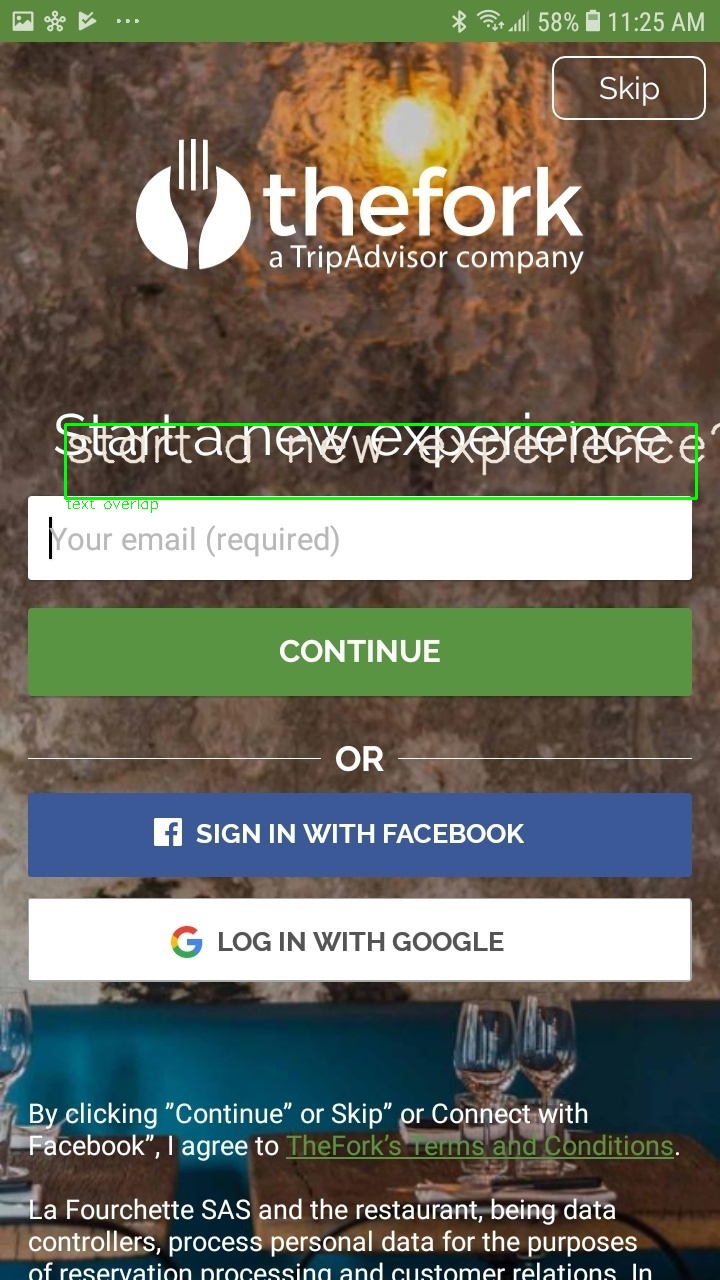 58% 11:25 AM
Skip
thefork
a TripAdvisor company
Start a new experience
start a new experience?
text overlap
Your email (required)
CONTINUE
OR
SIGN IN WITH FACEBOOK
LOG IN WITH GOOGLE
By clicking ”Continue” or Skip” or Connect with
Facebook”, I agree to TheFork’s Terms and Conditions.
La Fourchette SAS and the restaurant, being data
controllers, process personal data for the purposes
of reservation processing and customer relations. In